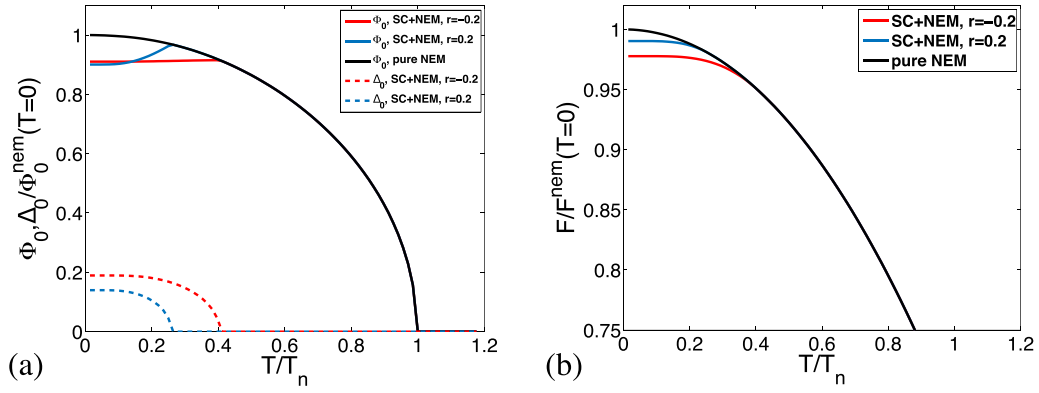 Φ₀, SC+NEM, r=−0.2
Φ₀, SC+NEM, r=0.2
Φ₀, pure NEM
Δ₀, SC+NEM, r=−0.2
Δ₀, SC+NEM, r=0.2
Φ₀,Δ₀/Φ₀ⁿᵉᵐ(T=0)
1
0.8
0.6
0.4
0.2
0
0 0.2 0.4 0.6 0.8 1 1.2
T/Tₙ
(a)
SC+NEM, r=−0.2
SC+NEM, r=0.2
pure NEM
F/Fⁿᵉᵐ(T=0)
1
0.95
0.9
0.85
0.8
0.75
0 0.2 0.4 0.6 0.8 1 1.2
T/Tₙ
(b)